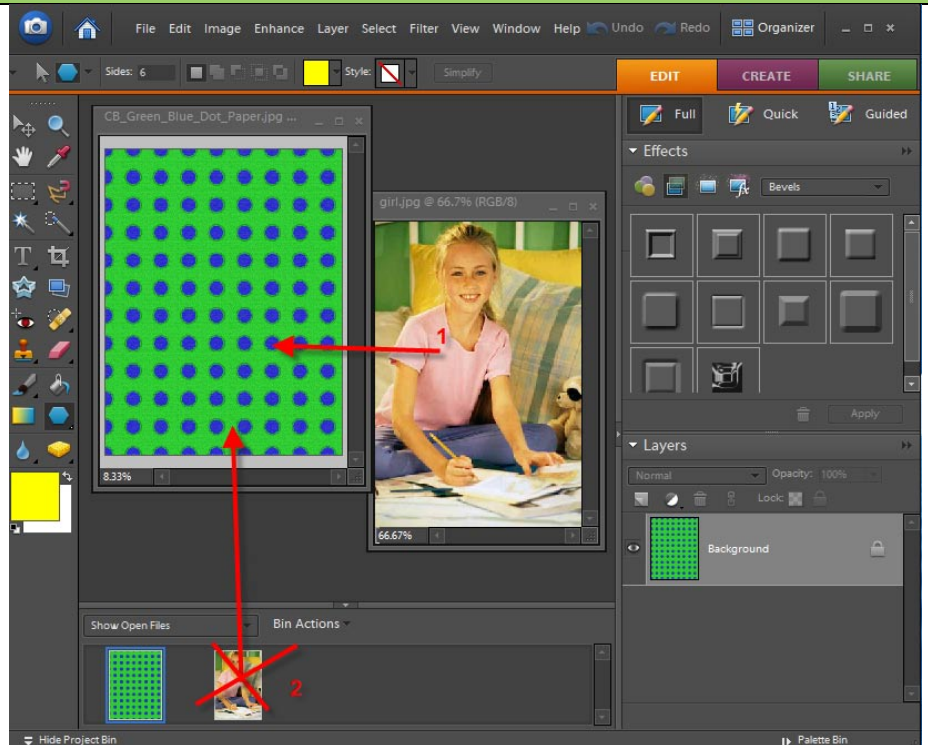 File Edit Image Enhance Layer Select Filter View Window Help Undo Redo Organizer
Sides: 6 Style: Simplify EDIT CREATE SHARE
Full Quick Guided
CB_Green_Blue_Dot_Paper.jpg ...
Effects
Bevels
girl.jpg @ 66.7% (RGB/8)
1
Apply
Layers
8.33%
Normal Opacity: 100%
Lock:
66.67%
Background
Show Open Files Bin Actions
2
Hide Project Bin Palette Bin